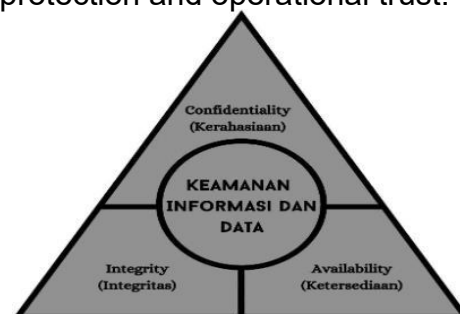 protection and operational trust.
Confidentiality
(Kerahasiaan)
KEAMANAN
INFORMASI DAN
DATA
Integrity
(Integritas)
Availability
(Ketersediaan)